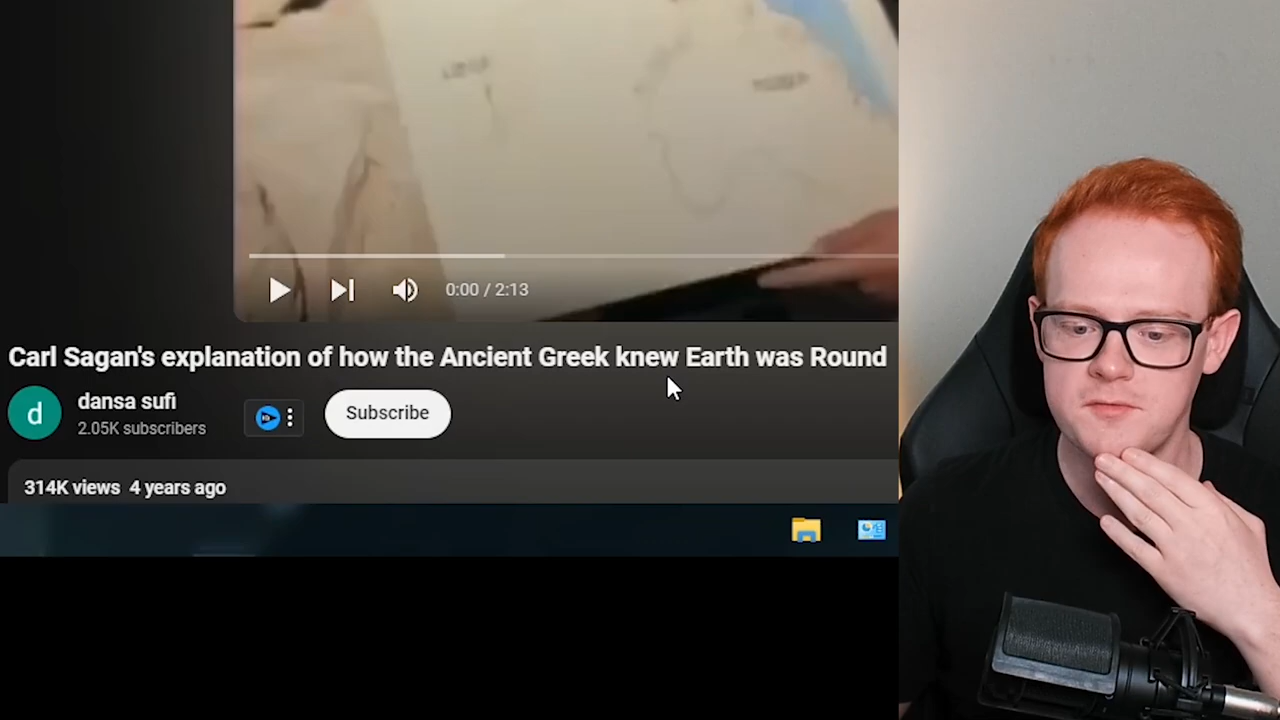 0:00 / 2:13
Carl Sagan's explanation of how the Ancient Greek knew Earth was Round
d
dansa sufi
2.05K subscribers
Subscribe
314K views 4 years ago